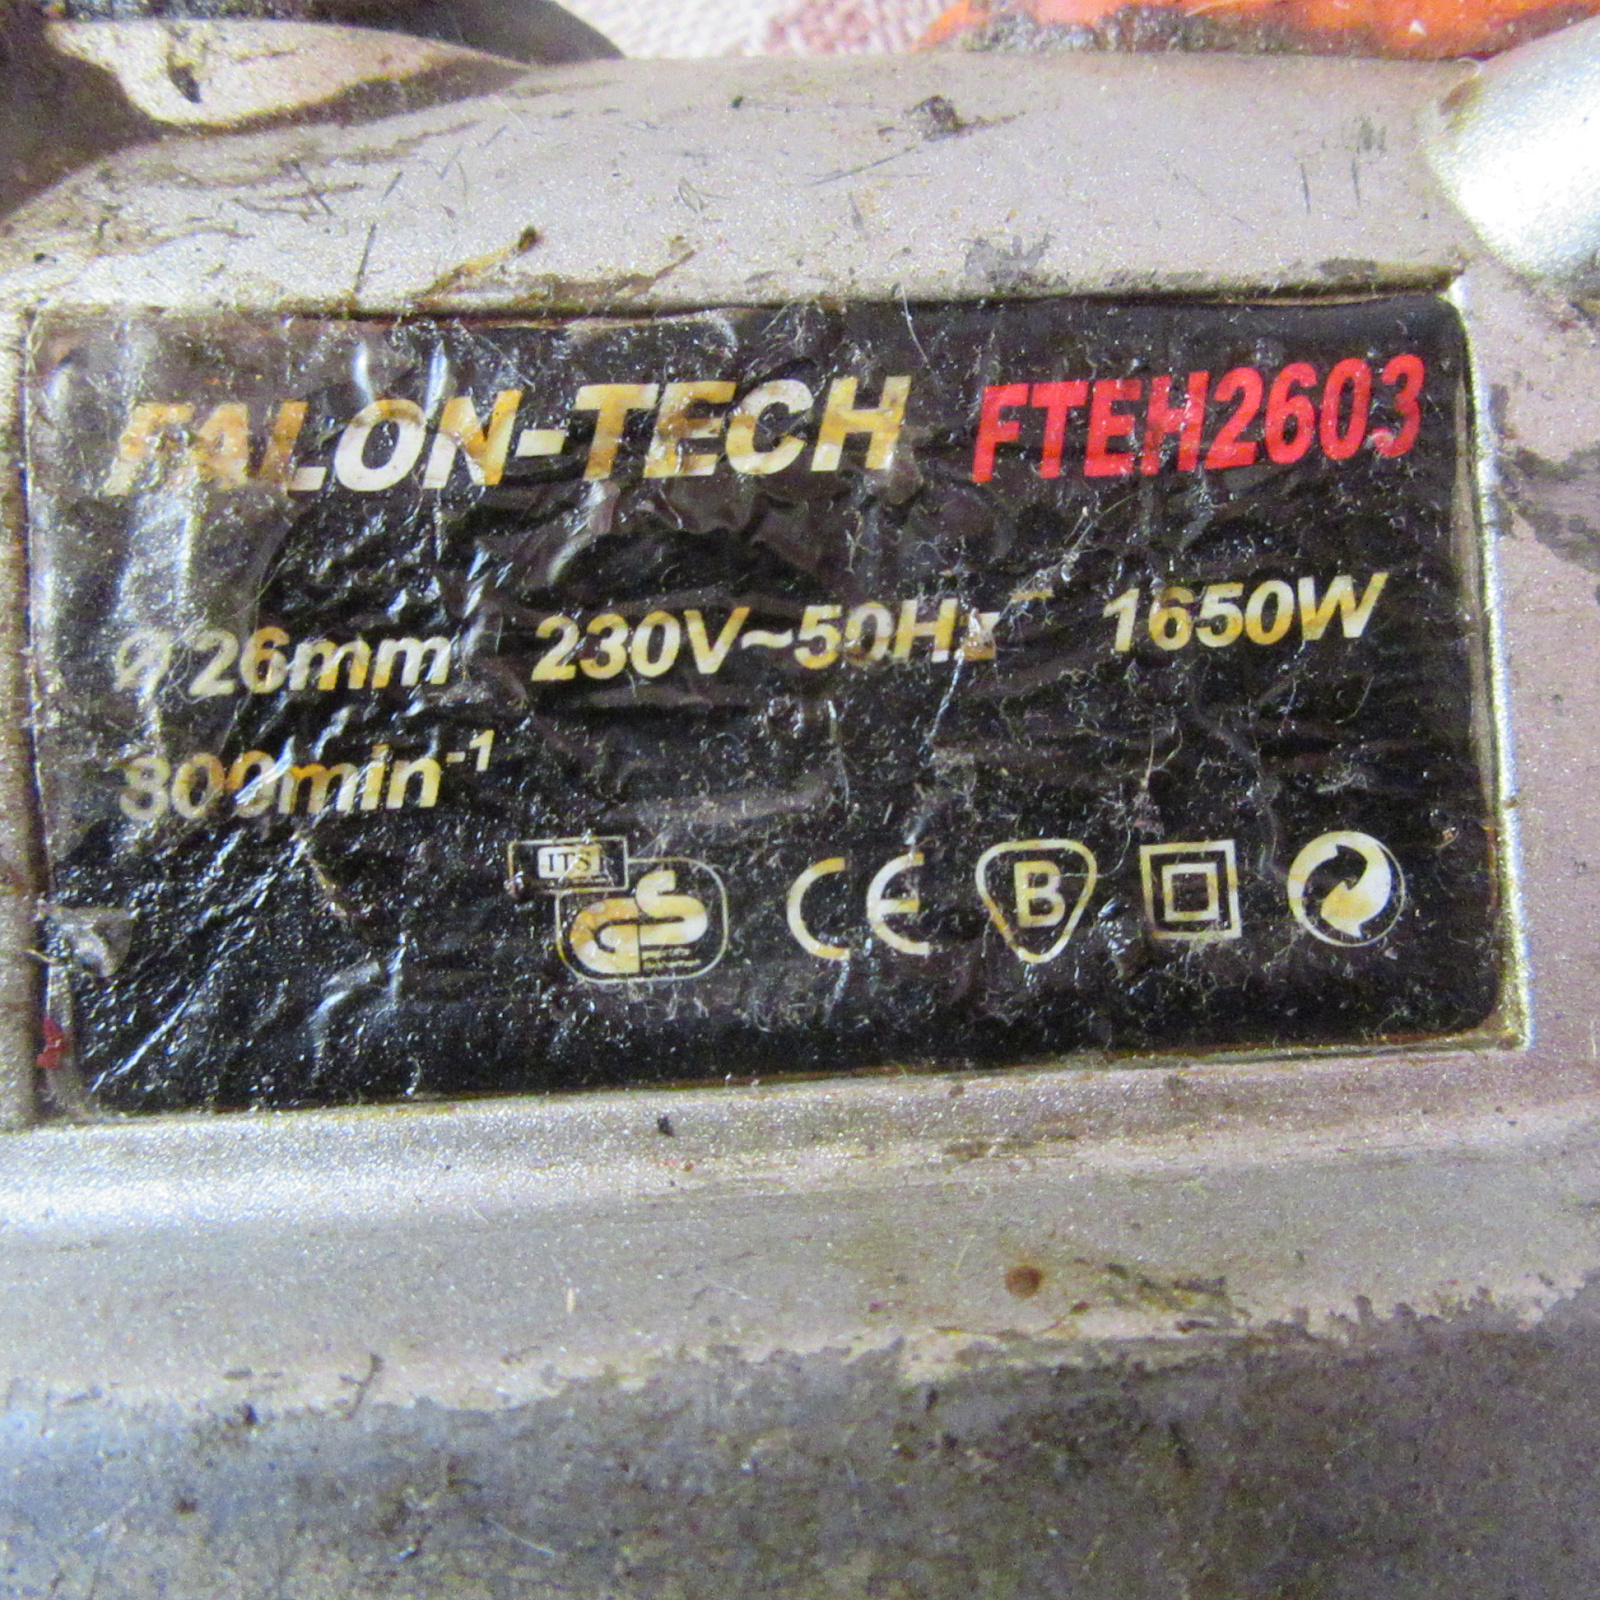 FALON-TECH FTEH2603
Ø 26mm 230V~50Hz 1650W
300min-1
ITS GS CE B